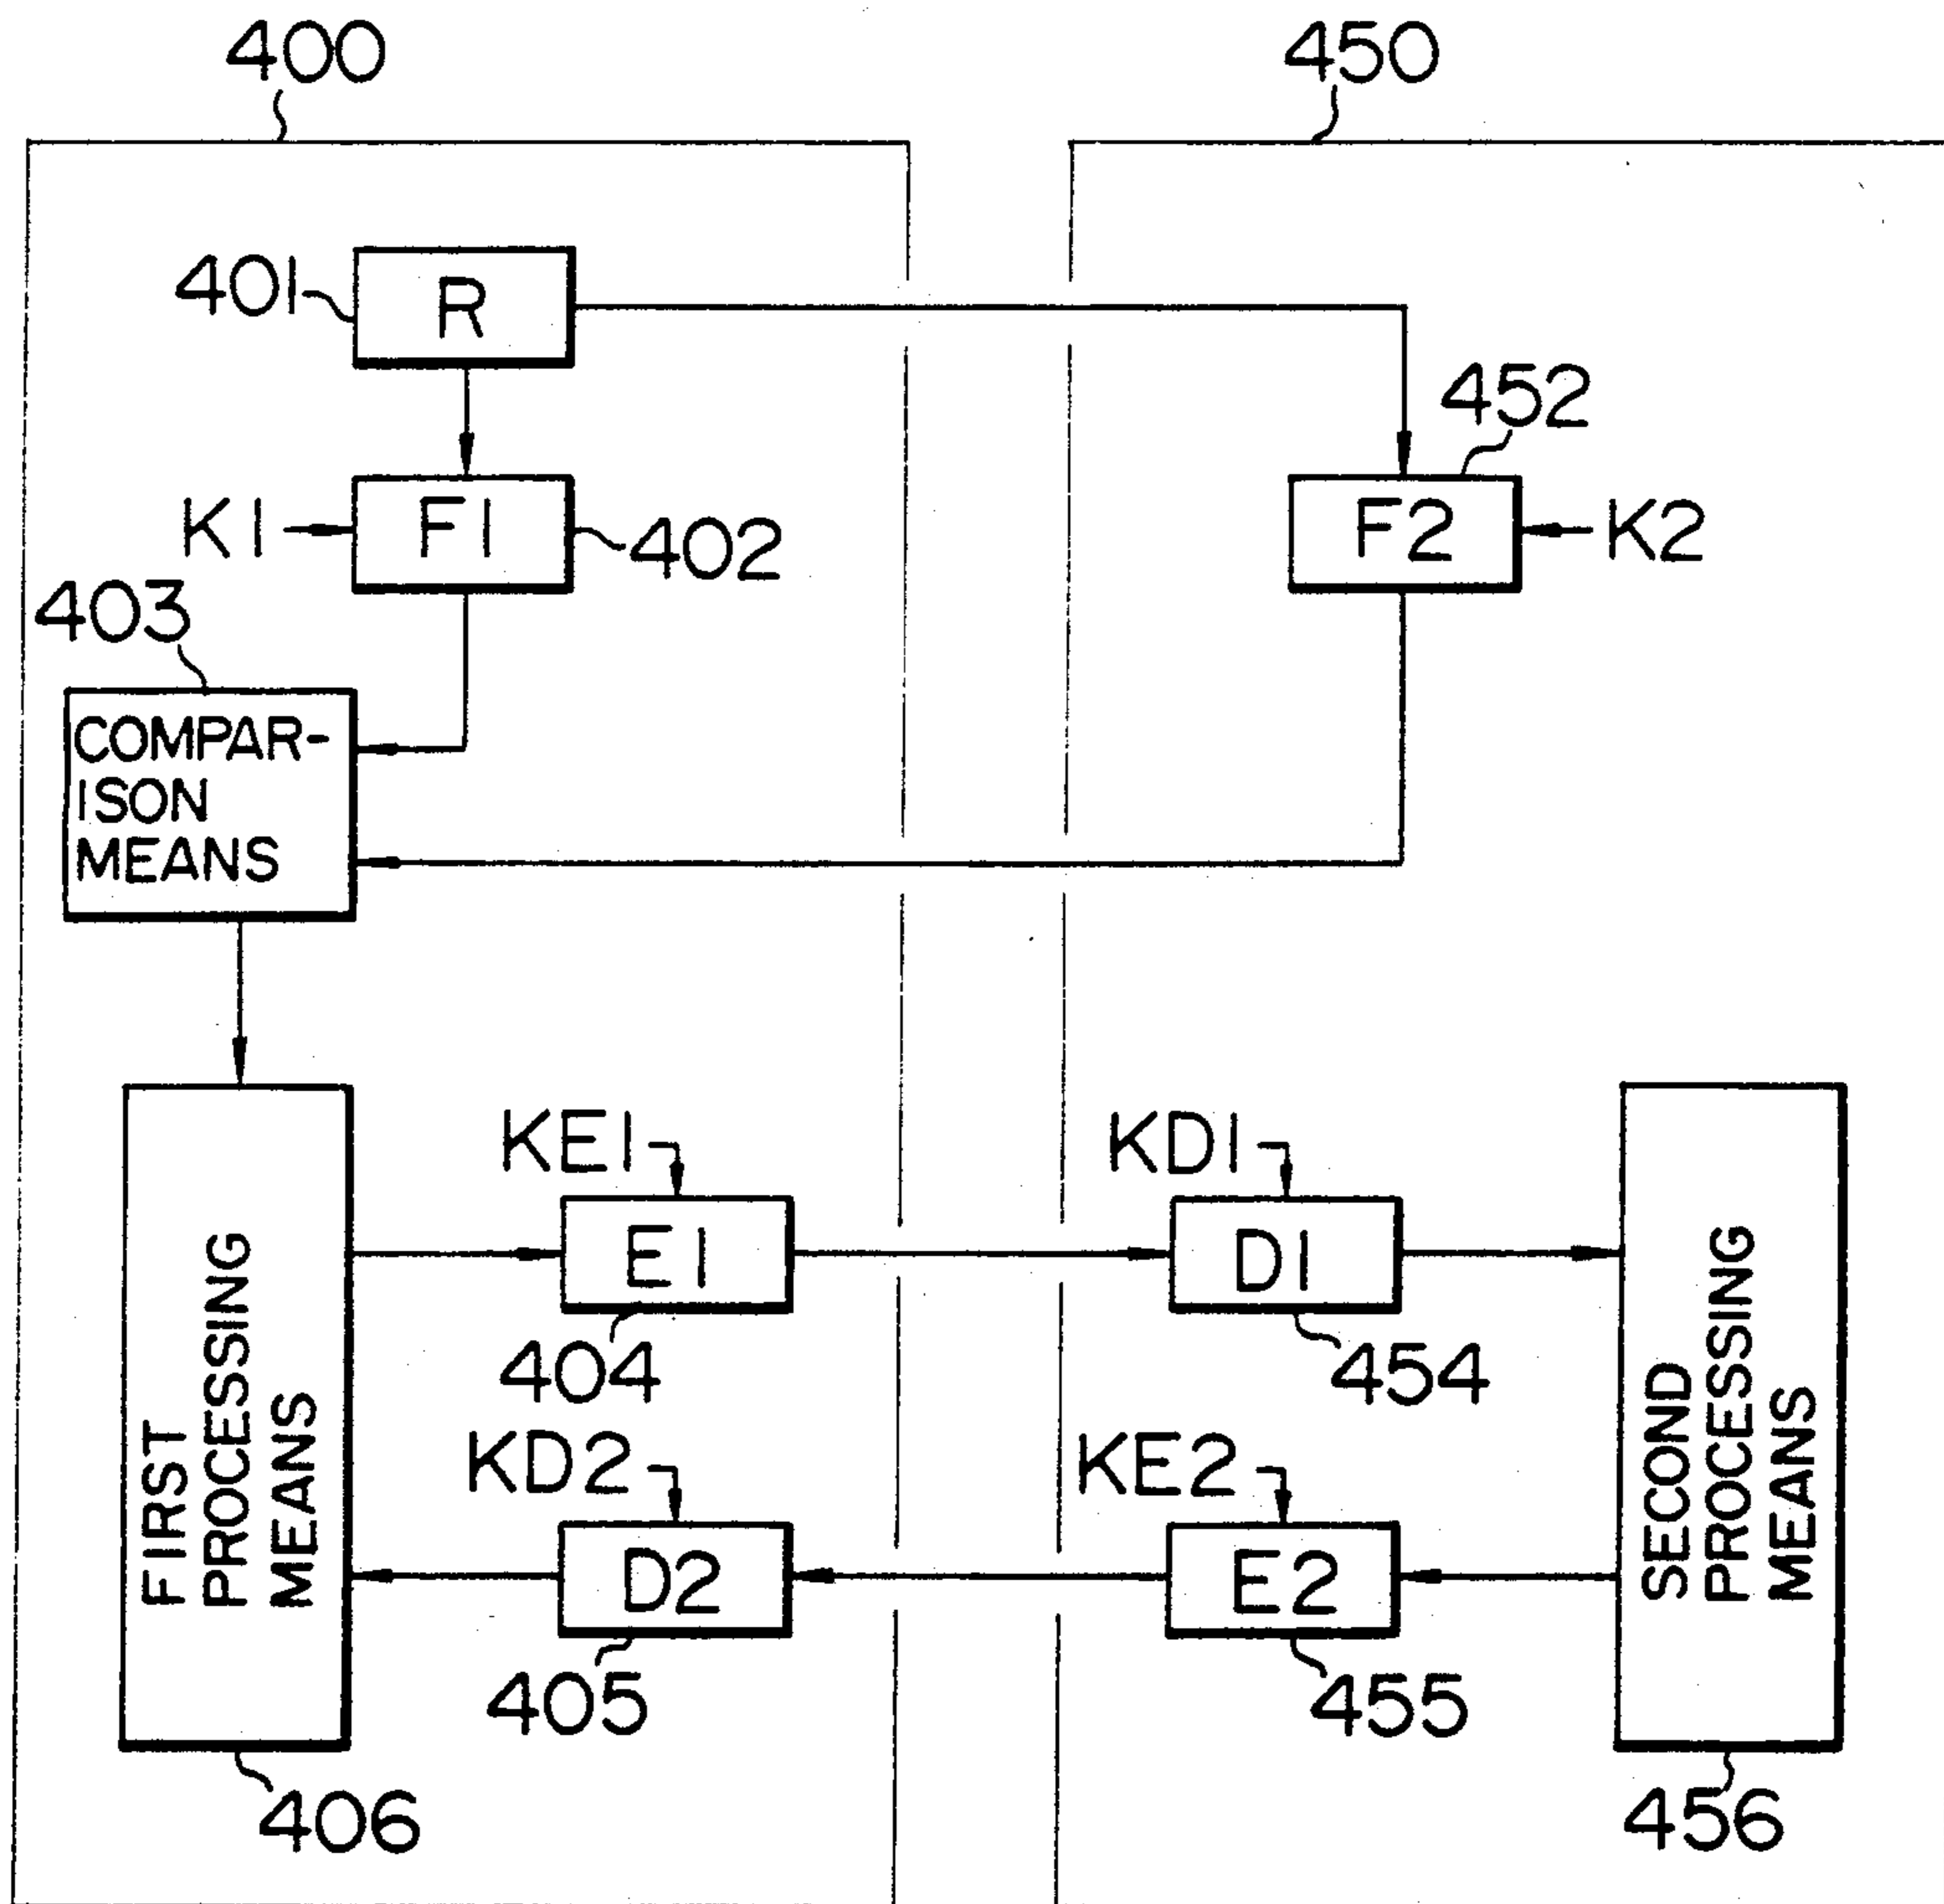 400
450
401
R
452
K1
F1
402
F2
K2
403
COMPAR-
ISON
MEANS
KE1
KD1
E1
D1
404
454
FIRST
PROCESSING
MEANS
SECOND
PROCESSING
MEANS
KD2
KE2
D2
E2
405
455
406
456